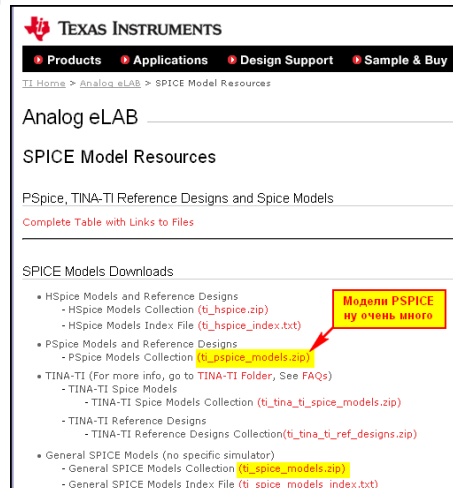 TEXAS INSTRUMENTS
Products Applications Design Support Sample & Buy
TI Home > Analog eLAB > SPICE Model Resources
Analog eLAB
SPICE Model Resources
PSpice, TINA-TI Reference Designs and Spice Models
Complete Table with Links to Files
SPICE Models Downloads
• HSpice Models and Reference Designs
- HSpice Models Collection (ti_hspice.zip)
- HSpice Models Index File (ti_hspice_index.txt)
Модели PSPICE
ну очень много
• PSpice Models and Reference Designs
- PSpice Models Collection (ti_pspice_models.zip)
• TINA-TI (For more info, go to TINA-TI Folder, See FAQs)
- TINA-TI Spice Models
- TINA-TI Spice Models Collection (ti_tina_ti_spice_models.zip)
- TINA-TI Reference Designs
- TINA-TI Reference Designs Collection(ti_tina_ti_ref_designs.zip)
• General SPICE Models (no specific simulator)
- General SPICE Models Collection (ti_spice_models.zip)
- General SPICE Models Index File (ti_spice_models_index.txt)